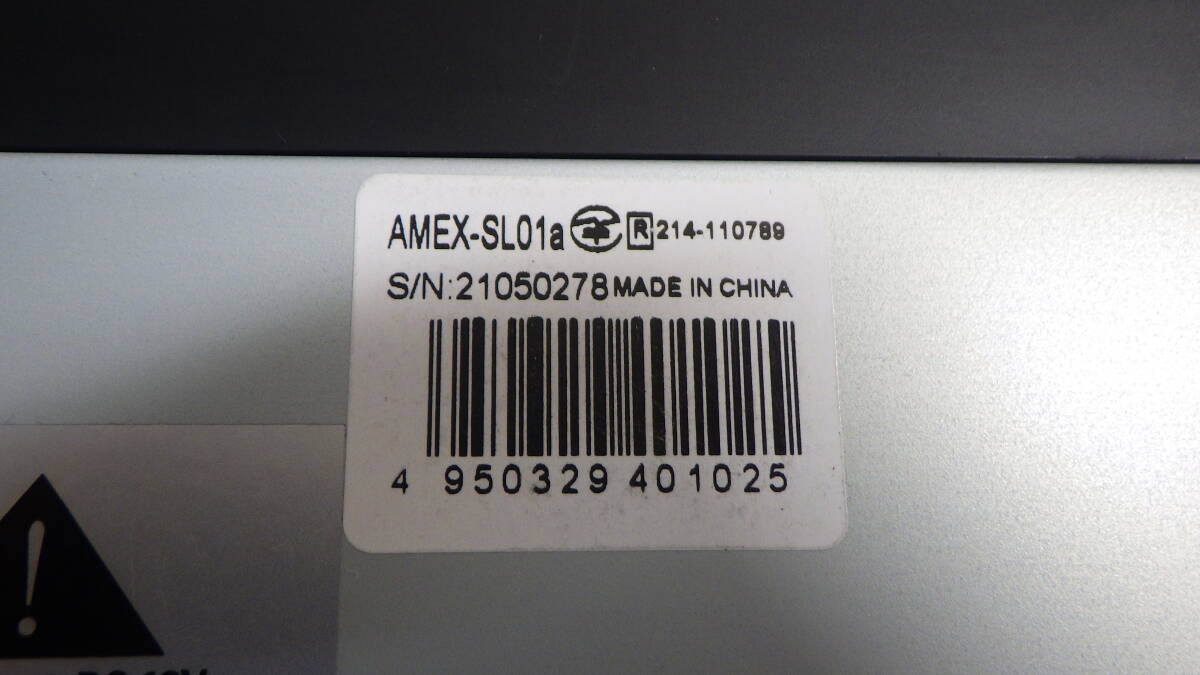 AMEX-SL01a R 214-110789
S/N:21050278 MADE IN CHINA
4 950329 401025
!